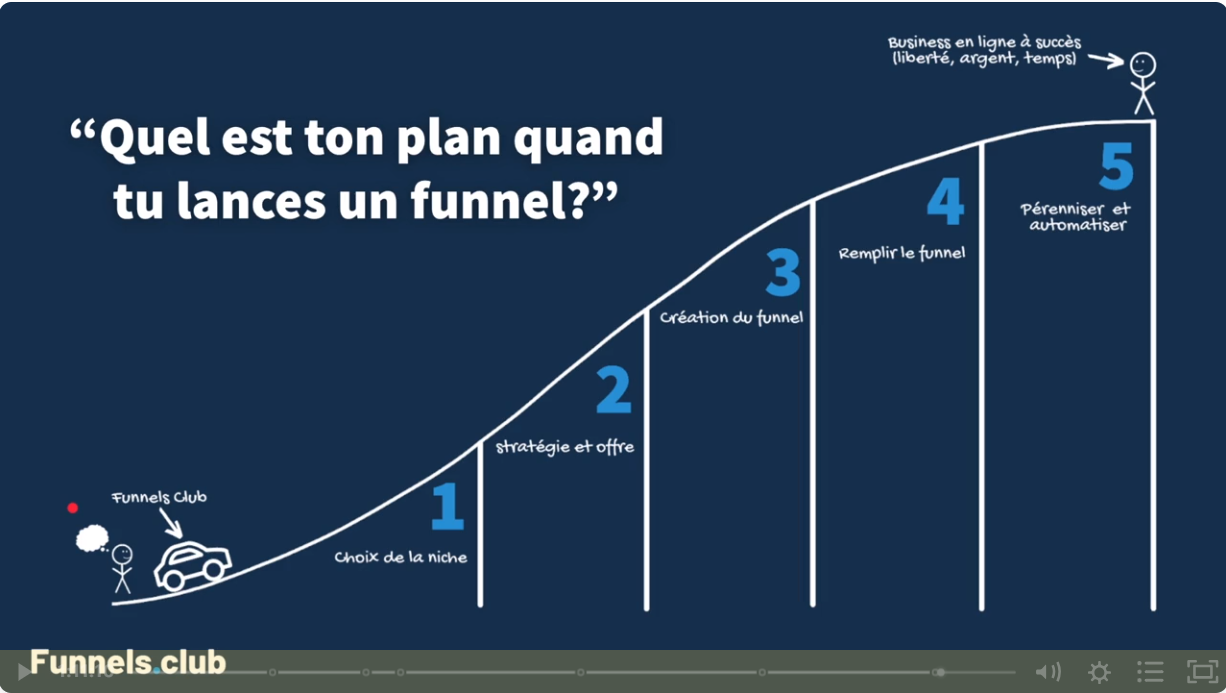 Business en ligne à succès
(liberté, argent, temps)
“Quel est ton plan quand
tu lances un funnel?”
5
Pérenniser et
automatiser
4
Remplir le funnel
3
Création du funnel
2
stratégie et offre
1
Choix de la niche
Funnels Club
Funnels.club